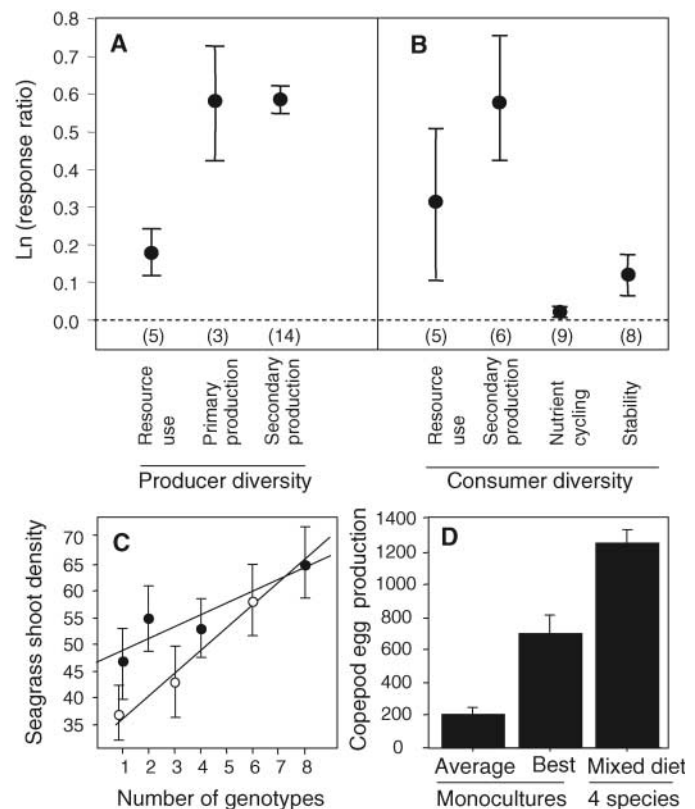 A
B
Ln (response ratio)
0.8
0.7
0.6
0.5
0.4
0.3
0.2
0.1
0.0
(5) (3) (14) (5) (6) (9) (8)
Resource use
Primary production
Secondary production
Resource use
Secondary production
Nutrient cycling
Stability
Producer diversity
Consumer diversity
C
Seagrass shoot density
70
65
60
55
50
45
40
35
1 2 3 4 5 6 7 8
Number of genotypes
D
Copepod egg production
1400
1200
1000
800
600
400
200
0
Average Best Mixed diet
Monocultures 4 species